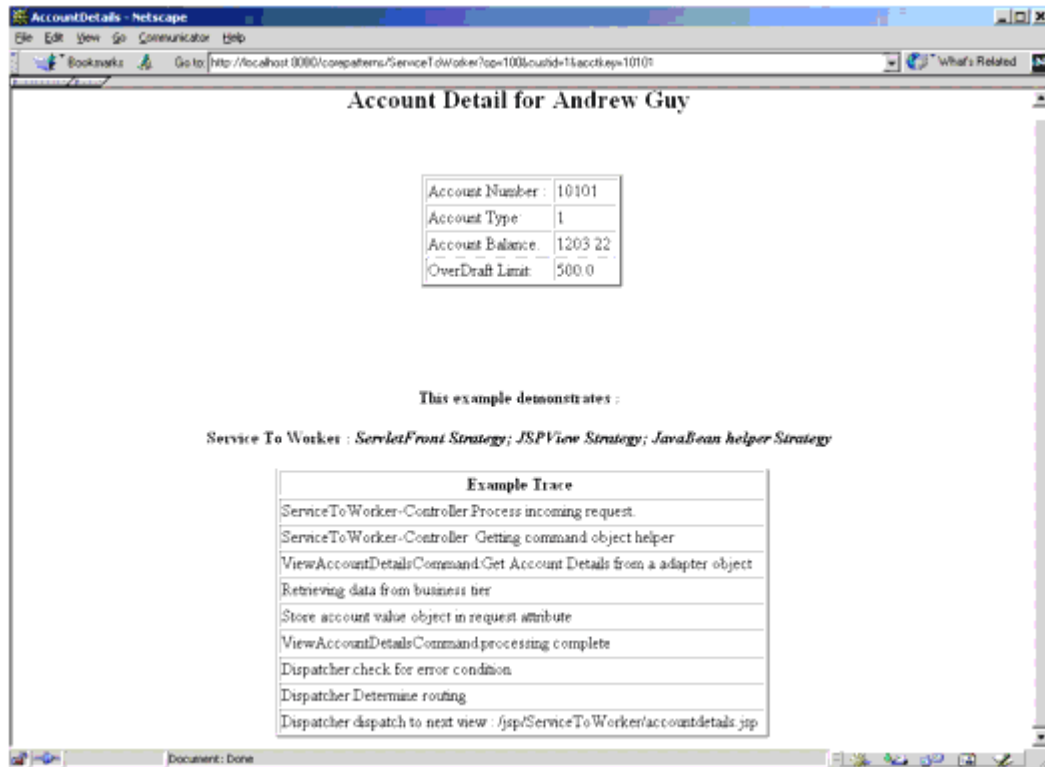 AccountDetails - Netscape
File Edit View Go Communicator Help
Bookmarks Go to: http://localhost:8080/corepatterns/ServiceToWorker?op=100&custid=1&acctkey=10101 What's Related
Account Detail for Andrew Guy
Account Number : 10101
Account Type: 1
Account Balance: 1203.22
OverDraft Limit: 500.0
This example demonstrates :
Service To Worker : ServletFront Strategy; JSPView Strategy; JavaBean helper Strategy
Example Trace
ServiceToWorker-Controller:Process incoming request.
ServiceToWorker-Controller: Getting command object helper
ViewAccountDetailsCommand:Get Account Details from a adapter object
Retrieving data from business tier
Store account value object in request attribute
ViewAccountDetailsCommand:processing complete
Dispatcher:check for error condition
Dispatcher:Determine routing
Dispatcher:dispatch to next view : /jsp/ServiceToWorker/accountdetails.jsp
Document: Done